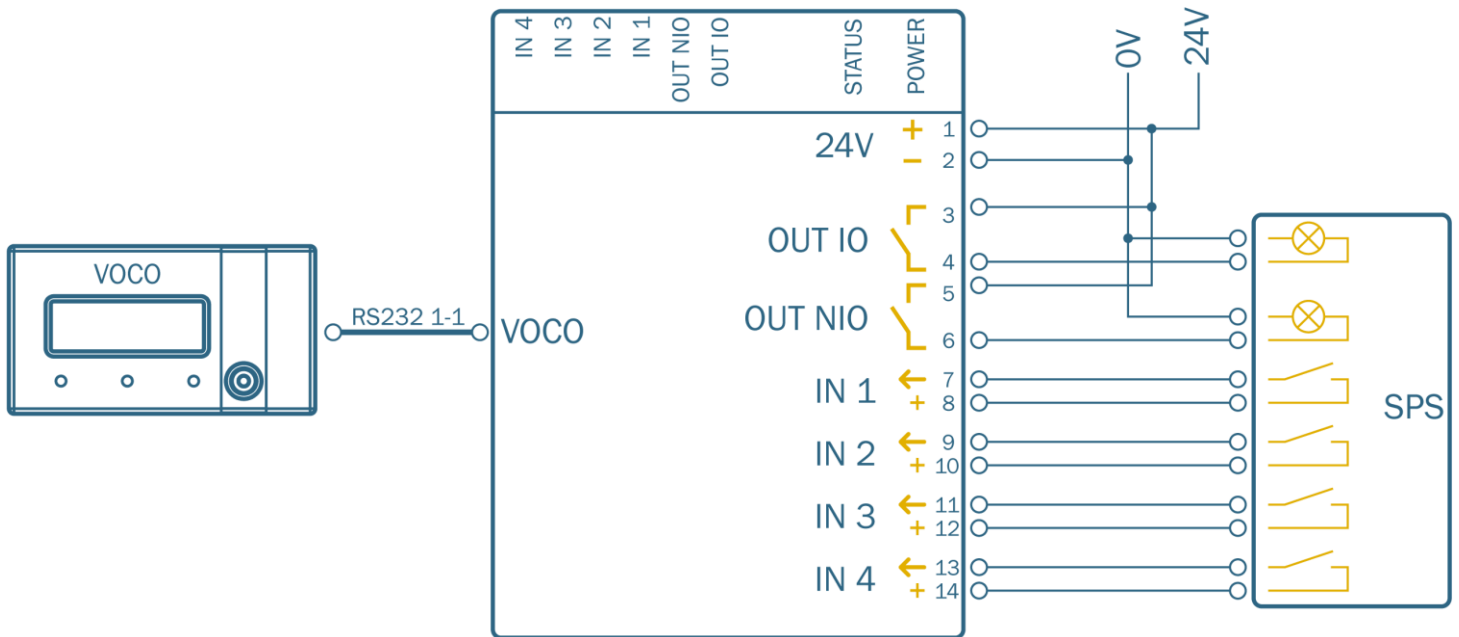 IN 4
IN 3
IN 2
IN 1
OUT NIO
OUT IO
STATUS
POWER
0V
24V
24V
+ 1
− 2
OUT IO
3
4
OUT NIO
5
6
VOCO
RS232 1-1
VOCO
IN 1
7
+ 8
IN 2
9
+ 10
IN 3
11
+ 12
IN 4
13
+ 14
SPS